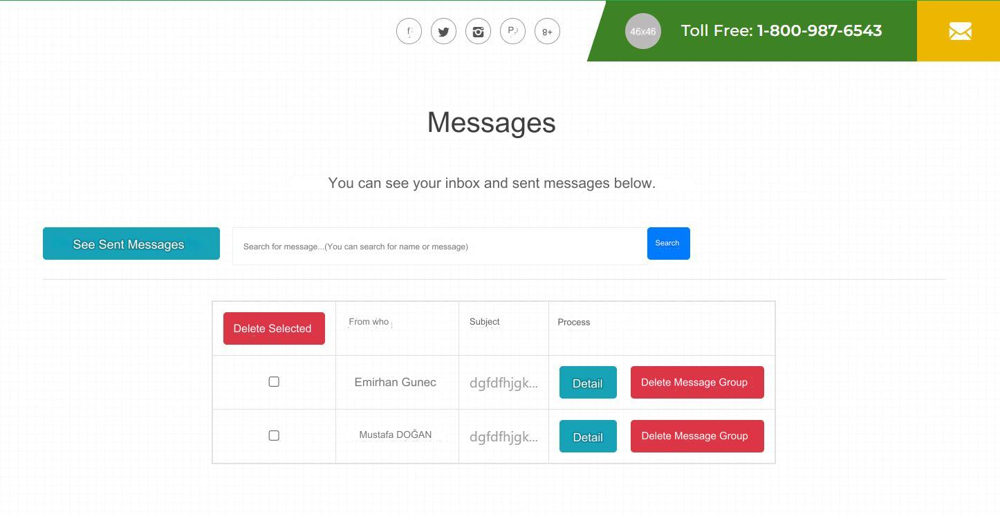 46x46
Toll Free: 1-800-987-6543
Messages
You can see your inbox and sent messages below.
See Sent Messages
Search for message...(You can search for name or message)
Search
Delete Selected
From who
Subject
Process
Emirhan Gunec
dgfdfhjgk...
Detail
Delete Message Group
Mustafa DOĞAN
dgfdfhjgk...
Detail
Delete Message Group